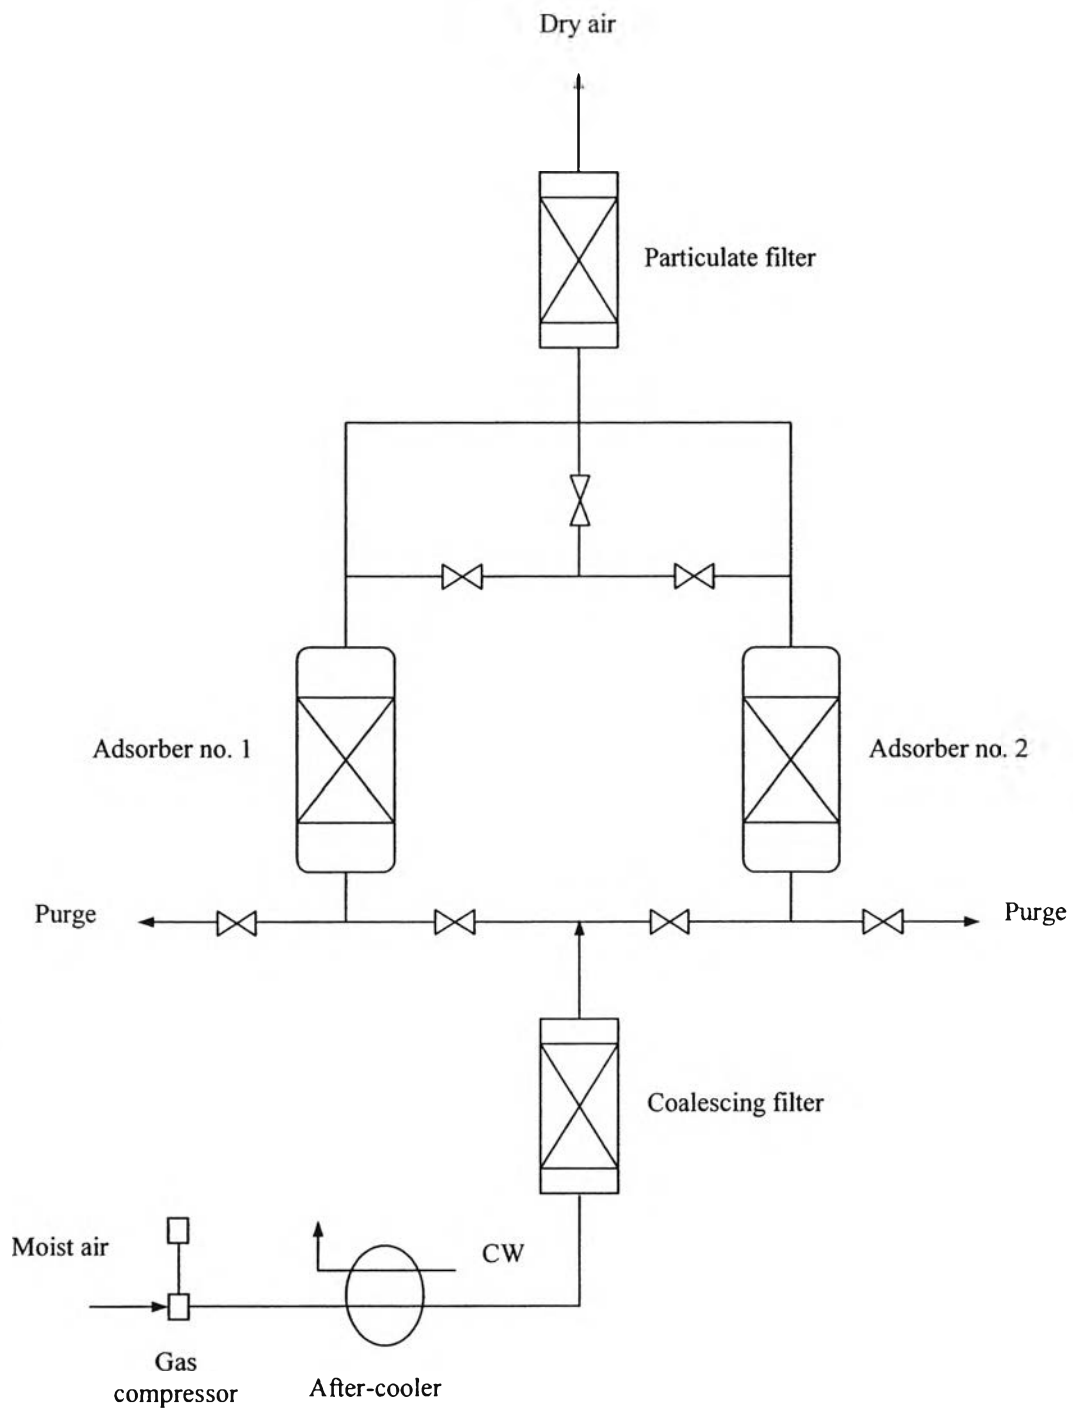 Dry air
Particulate filter
Adsorber no. 1
Adsorber no. 2
Purge
Purge
Coalescing filter
Moist air
CW
Gas
compressor
After-cooler